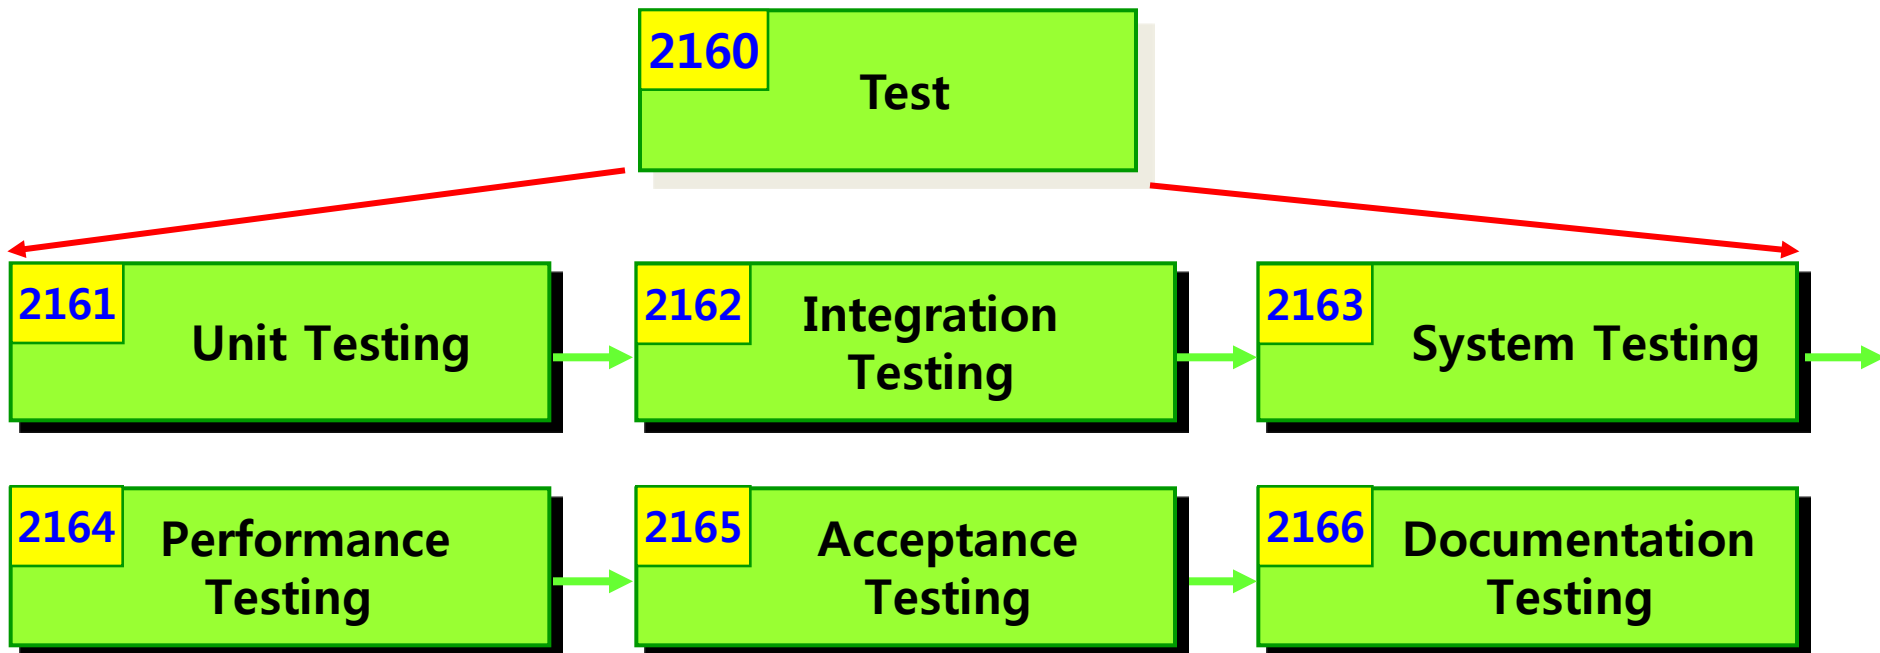 2160
Test
2161
Unit Testing
2162
Integration
Testing
2163
System Testing
2164
Performance
Testing
2165
Acceptance
Testing
2166
Documentation
Testing